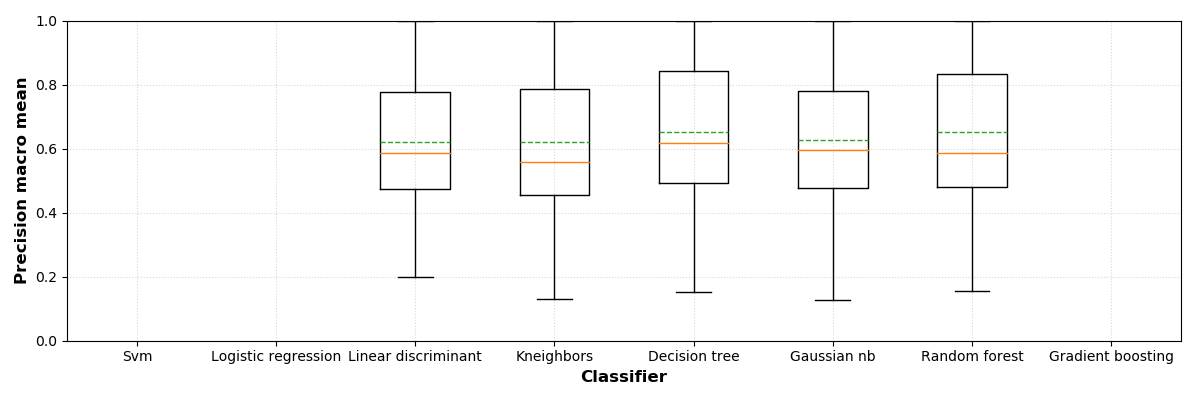 Precision macro mean
1.0
0.8
0.6
0.4
0.2
0.0
Svm Logistic regression Linear discriminant Kneighbors Decision tree Gaussian nb Random forest Gradient boosting
Classifier